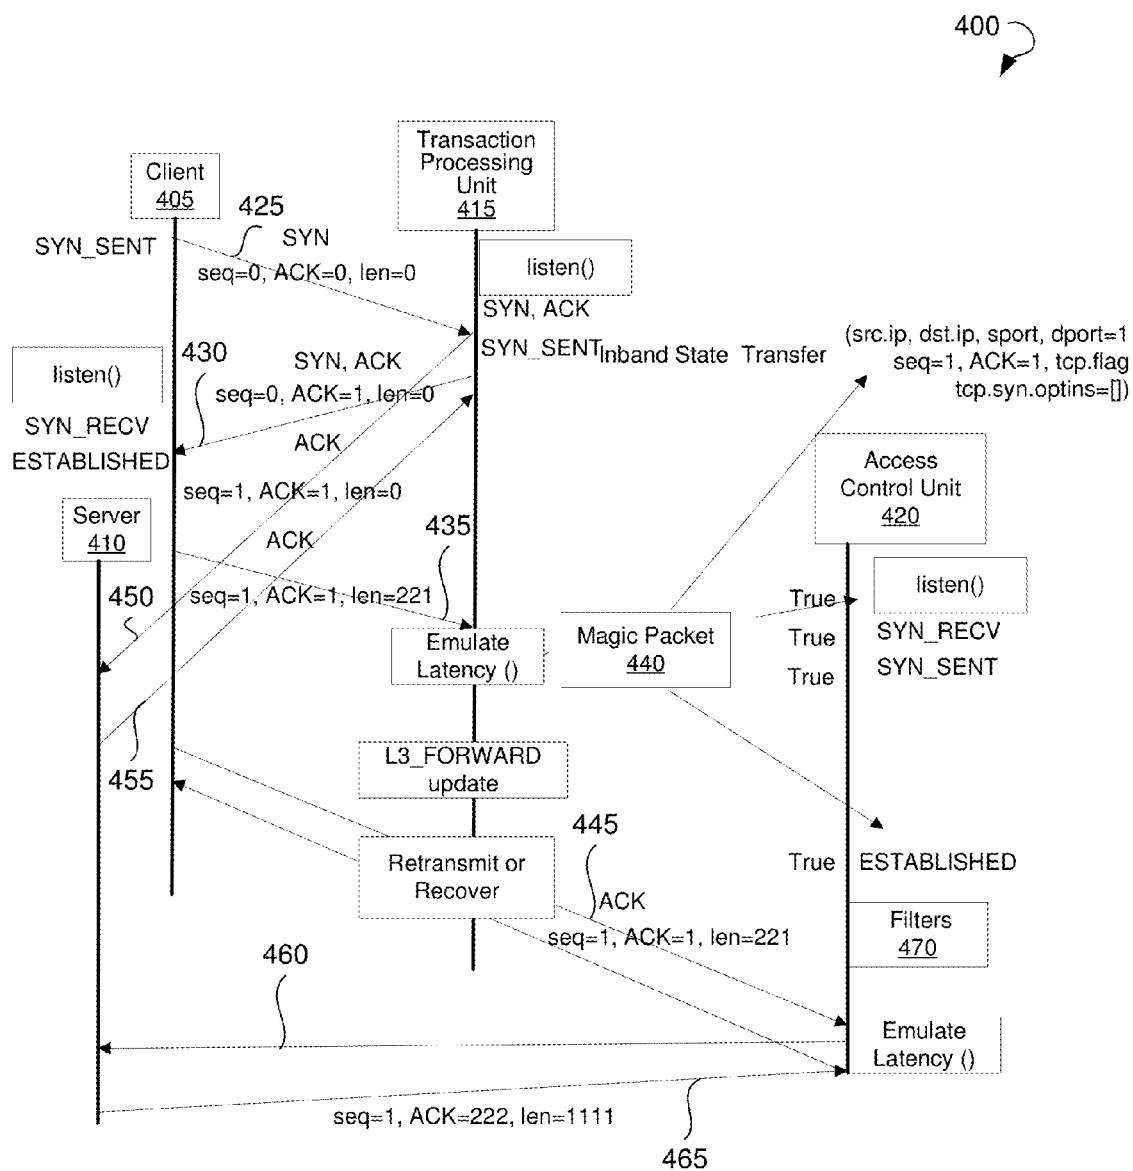 400
Transaction
Processing
Unit
415
Client
405
425
SYN
SYN_SENT
seq=0, ACK=0, len=0
listen()
SYN, ACK
(src.ip, dst.ip, sport, dport=1
seq=1, ACK=1, tcp.flag
tcp.syn.optins=[])
430
SYN, ACK
SYN_SENT
Inband State Transfer
listen()
seq=0, ACK=1, len=0
SYN_RECV
ACK
ESTABLISHED
Access
Control Unit
420
seq=1, ACK=1, len=0
Server
410
435
ACK
450
seq=1, ACK=1, len=221
True
listen()
Emulate
Latency ()
Magic Packet
440
True
SYN_RECV
True
SYN_SENT
455
L3_FORWARD
update
445
Retransmit or
Recover
True
ESTABLISHED
ACK
seq=1, ACK=1, len=221
Filters
470
460
Emulate
Latency ()
seq=1, ACK=222, len=1111
465